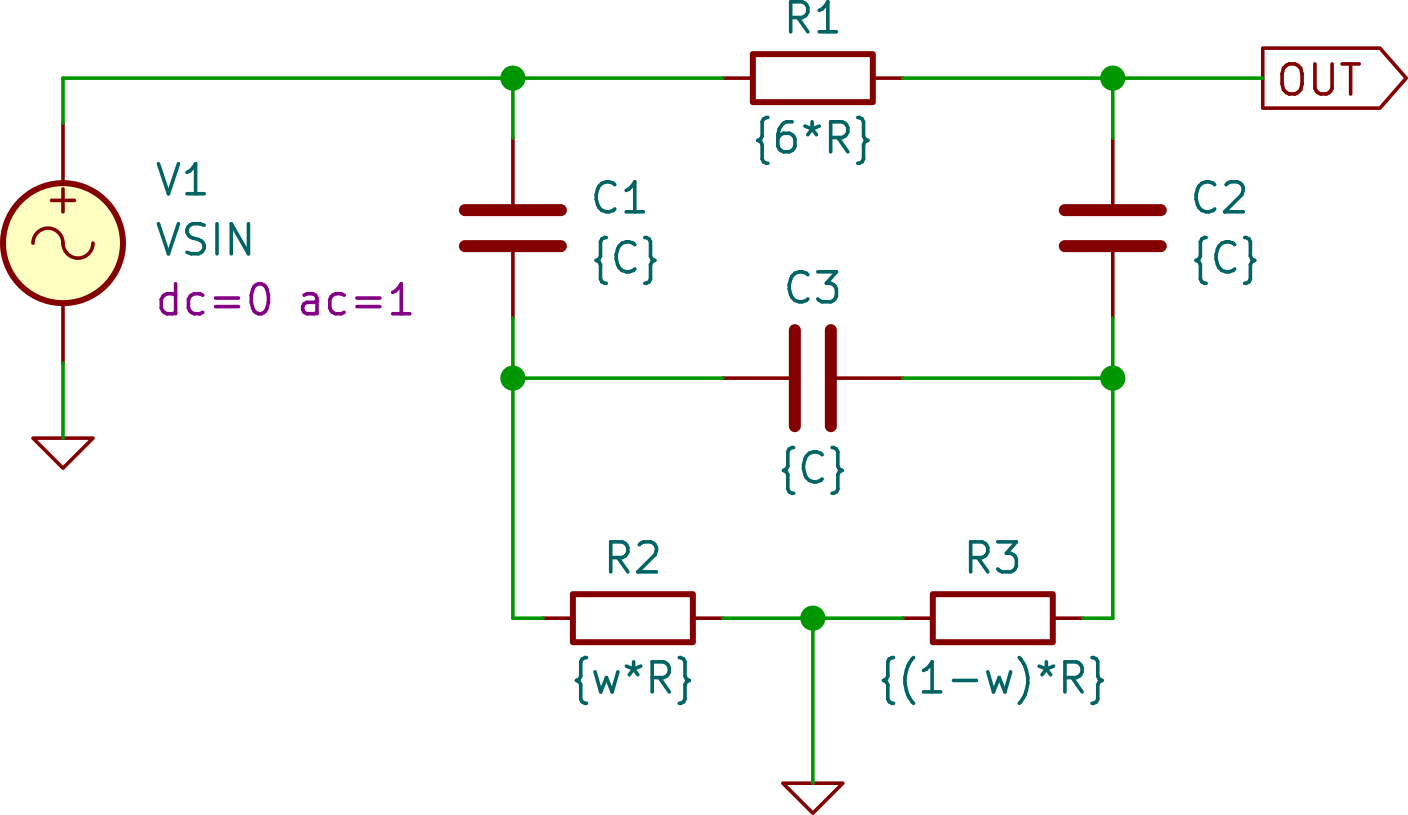 R1
{6*R}
OUT
V1
VSIN
dc=0 ac=1
C1
{C}
C2
{C}
C3
{C}
R2
{w*R}
R3
{(1-w)*R}